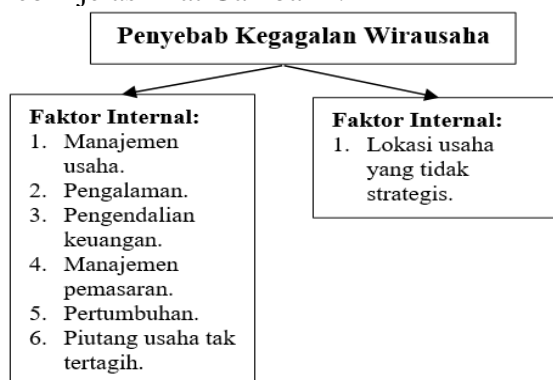 Penyebab Kegagalan Wirausaha
Faktor Internal:
1. Manajemen
usaha.
2. Pengalaman.
3. Pengendalian
keuangan.
4. Manajemen
pemasaran.
5. Pertumbuhan.
6. Piutang usaha tak
tertagih.
Faktor Internal:
1. Lokasi usaha
yang tidak
strategis.